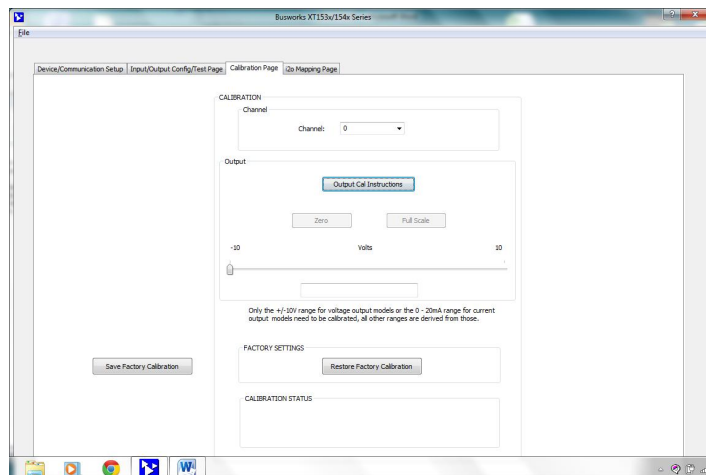 Busworks XT153x/154x Series
File
Device/Communication Setup
Input/Output Config/Test Page
Calibration Page
i2o Mapping Page
CALIBRATION
Channel
Channel: 0
Output
Output Cal Instructions
Zero Full Scale
-10 Volts 10
Only the +/-10V range for voltage output models or the 0 - 20mA range for current
output models need to be calibrated, all other ranges are derived from those.
FACTORY SETTINGS
Save Factory Calibration
Restore Factory Calibration
CALIBRATION STATUS